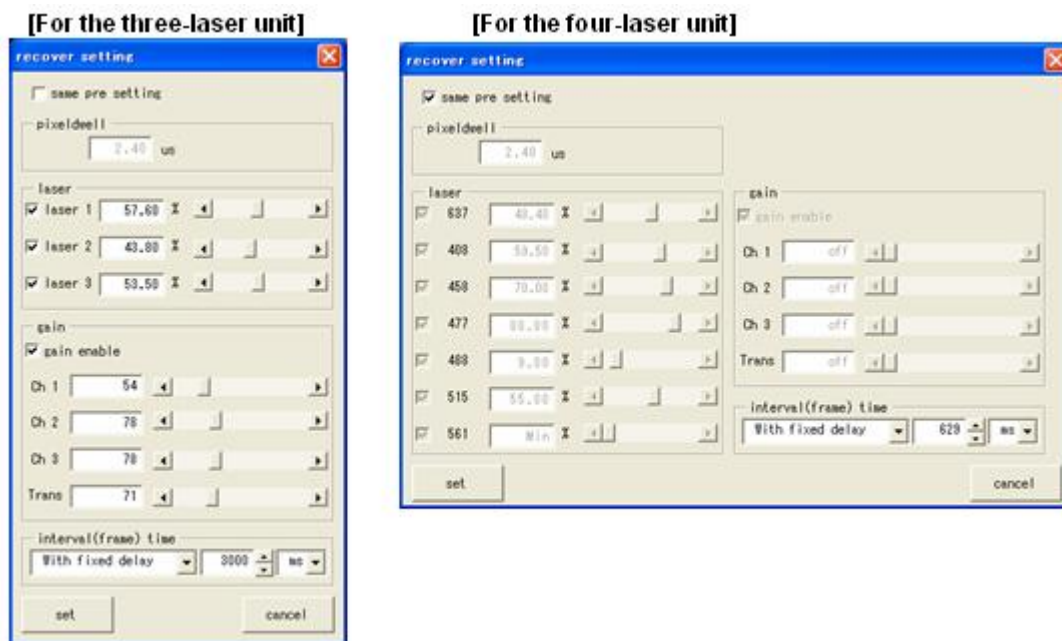 [For the three-laser unit]
recover setting
same pre setting
pixeldwell
2.40 us
laser
laser 1 57.60 %
laser 2 43.80 %
laser 3 53.50 %
gain
gain enable
Ch 1 54
Ch 2 78
Ch 3 78
Trans 71
interval(frame) time
With fixed delay 3000 ms
set cancel
[For the four-laser unit]
recover setting
same pre setting
pixeldwell
2.40 us
laser
637 %
408 %
458 70.00 %
477 %
488 %
515 55.00 %
561 Min %
gain
gain enable
Ch 1 off
Ch 2 off
Ch 3 off
Trans off
interval(frame) time
With fixed delay 629 ms
set cancel